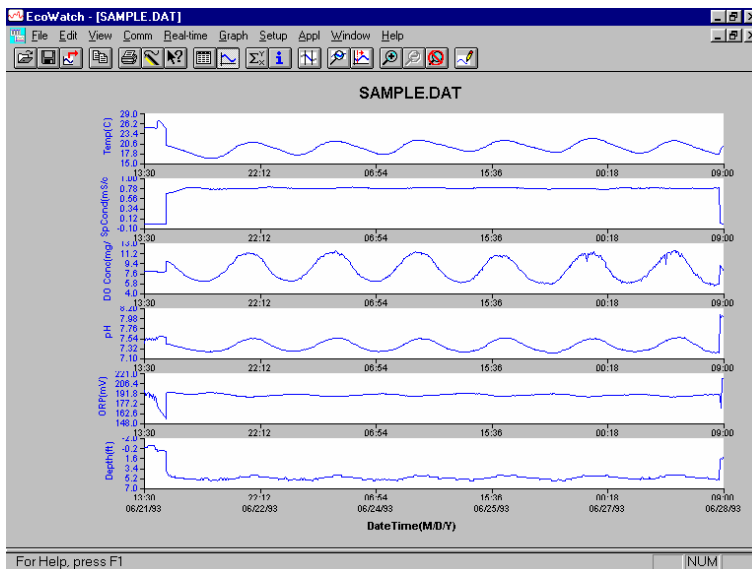 EcoWatch - [SAMPLE.DAT]
File Edit View Comm Real-time Graph Setup Appl Window Help
SAMPLE.DAT
Temp(C)
29.0
26.2
23.4
20.6
17.8
15.0
13:30 22:12 06:54 15:36 00:18 09:00
SpCond(mS/c
1.00
0.78
0.56
0.34
0.12
-0.10
13:30 22:12 06:54 15:36 00:18 09:00
DO Conc(mg/
13.0
11.2
9.4
7.6
5.8
4.0
13:30 22:12 06:54 15:36 00:18 09:00
pH
8.20
7.98
7.76
7.54
7.32
7.10
13:30 22:12 06:54 15:36 00:18 09:00
ORP(mV)
221.0
206.4
191.8
177.2
162.6
148.0
13:30 22:12 06:54 15:36 00:18 09:00
Depth(ft)
-2.0
-0.2
1.6
3.4
5.2
7.0
13:30 22:12 06:54 15:36 00:18 09:00
06/21/93 06/22/93 06/24/93 06/25/93 06/27/93 06/28/93
DateTime(M/D/Y)
For Help, press F1
NUM